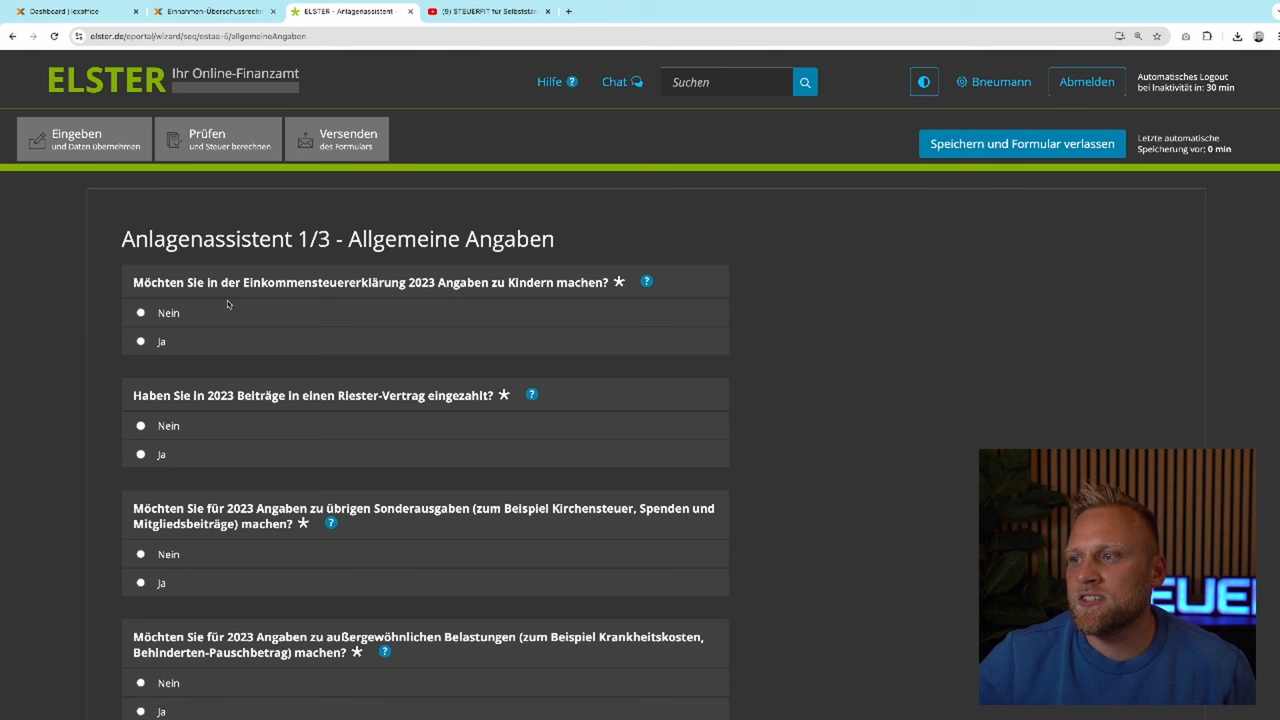 Dashboard | lexoffice
Einnahmen-Überschussrechn
ELSTER - Anlagenassistent -
(9) STEUERFIT für Selbststän
elster.de/eportal/wizard/seq/estaa-6/allgemeineAngaben
ELSTER
Ihr Online-Finanzamt
Hilfe ?
Chat
Suchen
Bneumann
Abmelden
Automatisches Logout
bei Inaktivität in: 30 min
Eingeben
und Daten übernehmen
Prüfen
und Steuer berechnen
Versenden
des Formulars
Speichern und Formular verlassen
Letzte automatische
Speicherung vor: 0 min
Anlagenassistent 1/3 - Allgemeine Angaben
Möchten Sie in der Einkommensteuererklärung 2023 Angaben zu Kindern machen? * ?
Nein
Ja
Haben Sie in 2023 Beiträge in einen Riester-Vertrag eingezahlt? * ?
Nein
Ja
Möchten Sie für 2023 Angaben zu übrigen Sonderausgaben (zum Beispiel Kirchensteuer, Spenden und
Mitgliedsbeiträge) machen? * ?
Nein
Ja
Möchten Sie für 2023 Angaben zu außergewöhnlichen Belastungen (zum Beispiel Krankheitskosten,
Behinderten-Pauschbetrag) machen? * ?
Nein
Ja
EUE